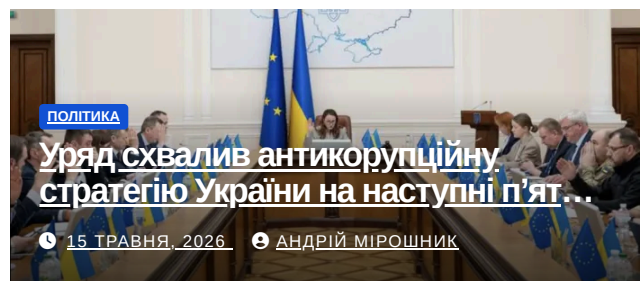 ПОЛІТИКА
Уряд схвалив антикорупційну
стратегію України на наступні п’ят…
15 ТРАВНЯ, 2026 АНДРІЙ МІРОШНИК